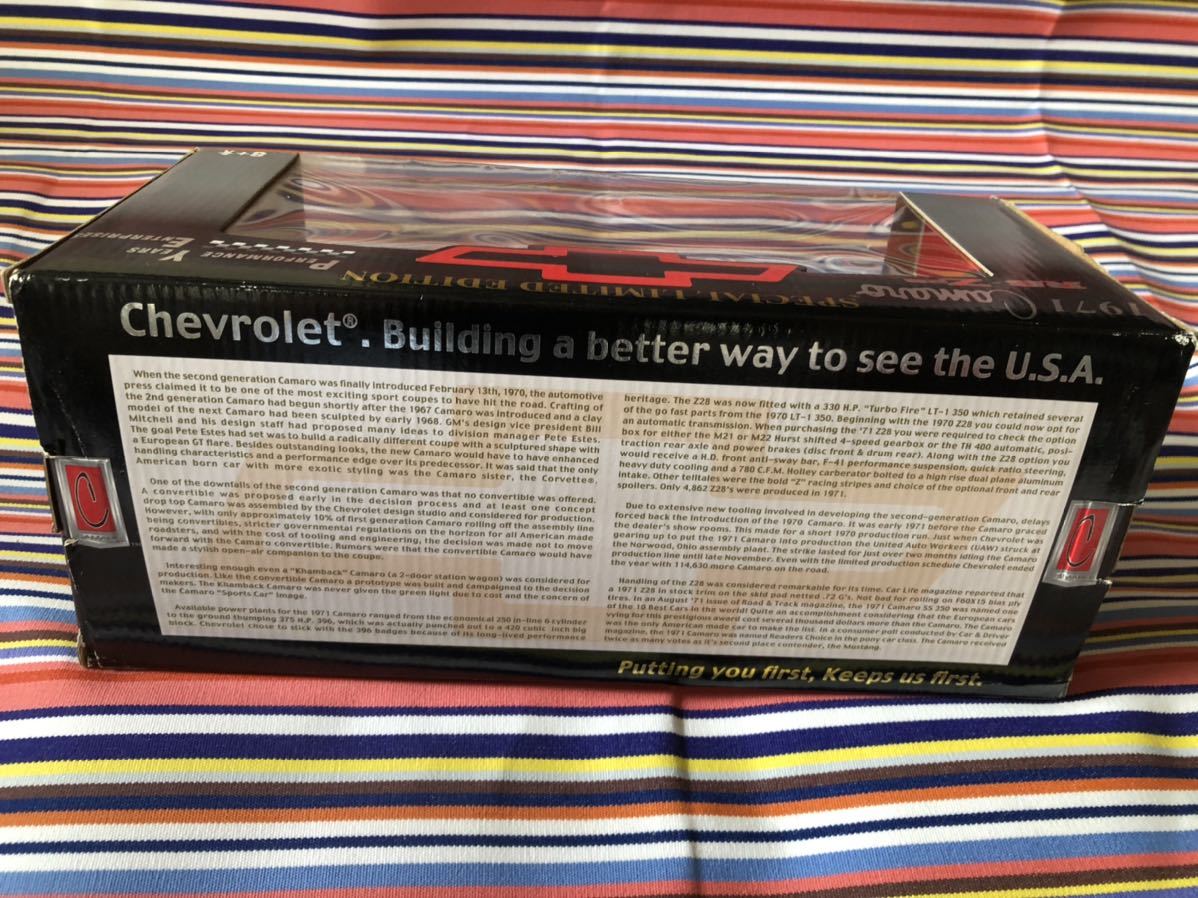 8+
PERFORMANCE
YEARS
ENTERPRISES
SPECIAL LIMITED EDITION
1971 Camaro
Chevrolet®. Building a better way to see the U.S.A.
When the second generation Camaro was finally introduced February 13th, 1970, the automotive
press claimed it to be one of the most exciting sport coupes to have hit the road. Crafting of
the 2nd generation Camaro had begun shortly after the 1967 Camaro was introduced and a clay
model of the next Camaro had been sculpted by early 1968. GM's design vice president Bill
Mitchell and his design staff had proposed many ideas to division manager Pete Estes.
The goal Pete Estes had set was to build a radically different coupe with a sculptured shape with
a European GT flare. Besides outstanding looks, the new Camaro would have to have enhanced
handling characteristics and a performance edge over its predecessor. It was said that the only
American born car with more exotic styling was the Camaro sister, the Corvette®.
One of the downfalls of the second generation Camaro was that no convertible was offered.
A convertible was proposed early in the decision process and at least one concept
drop top Camaro was assembled by the Chevrolet design studio and considered for production.
However, with only approximately 10% of first generation Camaro rolling off the assembly line
being convertibles, stricter governmental regulations on the horizon for all American made
roadsters, and with the cost of tooling and engineering, the decision was made not to move
forward with the Camaro convertible. Rumors were that the convertible Camaro would have
made a stylish open-air companion to the coupe.
Interesting enough even a "Khamback" Camaro (a 2-door station wagon) was considered for
production. Like the convertible Camaro a prototype was built and campaigned to the decision
makers. The Khamback Camaro was never given the green light due to cost and the concern of
the Camaro "Sports Car" image.
Available power plants for the 1971 Camaro ranged from the economical 250 in-line 6 cylinder
to the ground thumping 375 H.P. 396, which was actually punched out to a 420 cubic inch big
block. Chevrolet chose to stick with the 396 badges because of its long-lived performance
heritage. The Z28 was now fitted with a 330 H.P. "Turbo Fire" LT-1 350 which retained several
of the go fast parts from the 1970 LT-1 350. Beginning with the 1970 Z28 you could now opt for
an automatic transmission. When purchasing the '71 Z28 you were required to check the option
box for either the M21 or M22 Hurst shifted 4-speed gearbox or the TH 400 automatic, posi-
traction rear axle and power brakes (disc front & drum rear). Along with the Z28 option you
would receive a H.D. front anti-sway bar, F-41 performance suspension, quick ratio steering,
heavy duty cooling and a 780 C.F.M. Holley carberator bolted to a high rise dual plane aluminum
intake. Other telltales were the bold "Z" racing stripes and choice of the optional front and rear
spoilers. Only 4,862 Z28's were produced in 1971.
Due to extensive new tooling involved in developing the second-generation Camaro, delays
forced back the introduction of the 1970 Camaro. It was early 1971 before the Camaro graced
the dealer's show rooms. This made for a short 1970 production run. Just when Chevrolet was
gearing up to put the 1971 Camaro into production the United Auto Workers (UAW) struck at
the Norwood, Ohio assembly plant. The strike lasted for just over two months idling the Camaro
production line until late November. Even with the limited production schedule Chevrolet ended
the year with 114,630 more Camaro on the road.
Handling of the Z28 was considered remarkable for its time. Car Life magazine reported that
a 1971 Z28 in stock trim on the skid pad netted .72 G's. Not bad for rolling on F60X15 bias ply
tires. In an August '71 issue of Road & Track magazine, the 1971 Camaro SS 350 was named one
of the 10 Best Cars in the world! Quite an accomplishment considering that the European cars
vying for this prestigious award cost several thousand dollars more than the Camaro. The Camaro
was the only American made car to make the list. In a consumer poll conducted by Car & Driver
magazine, the 1971 Camaro was named Readers Choice in the pony car class. The Camaro received
twice as many votes as it's second place contender, the Mustang.
Putting you first, Keeps us first.